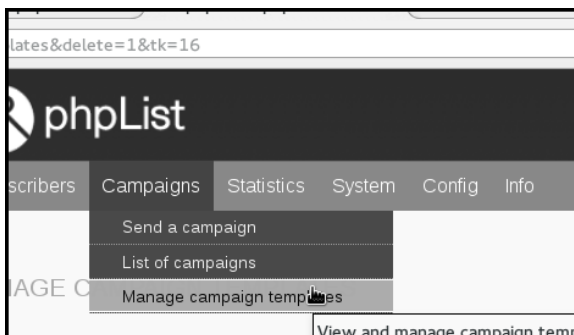 lates&delete=1&tk=16
phpList
scribers Campaigns Statistics System Config Info
Send a campaign
List of campaigns
IAGE C
Manage campaign temp es
View and manage campaign temp